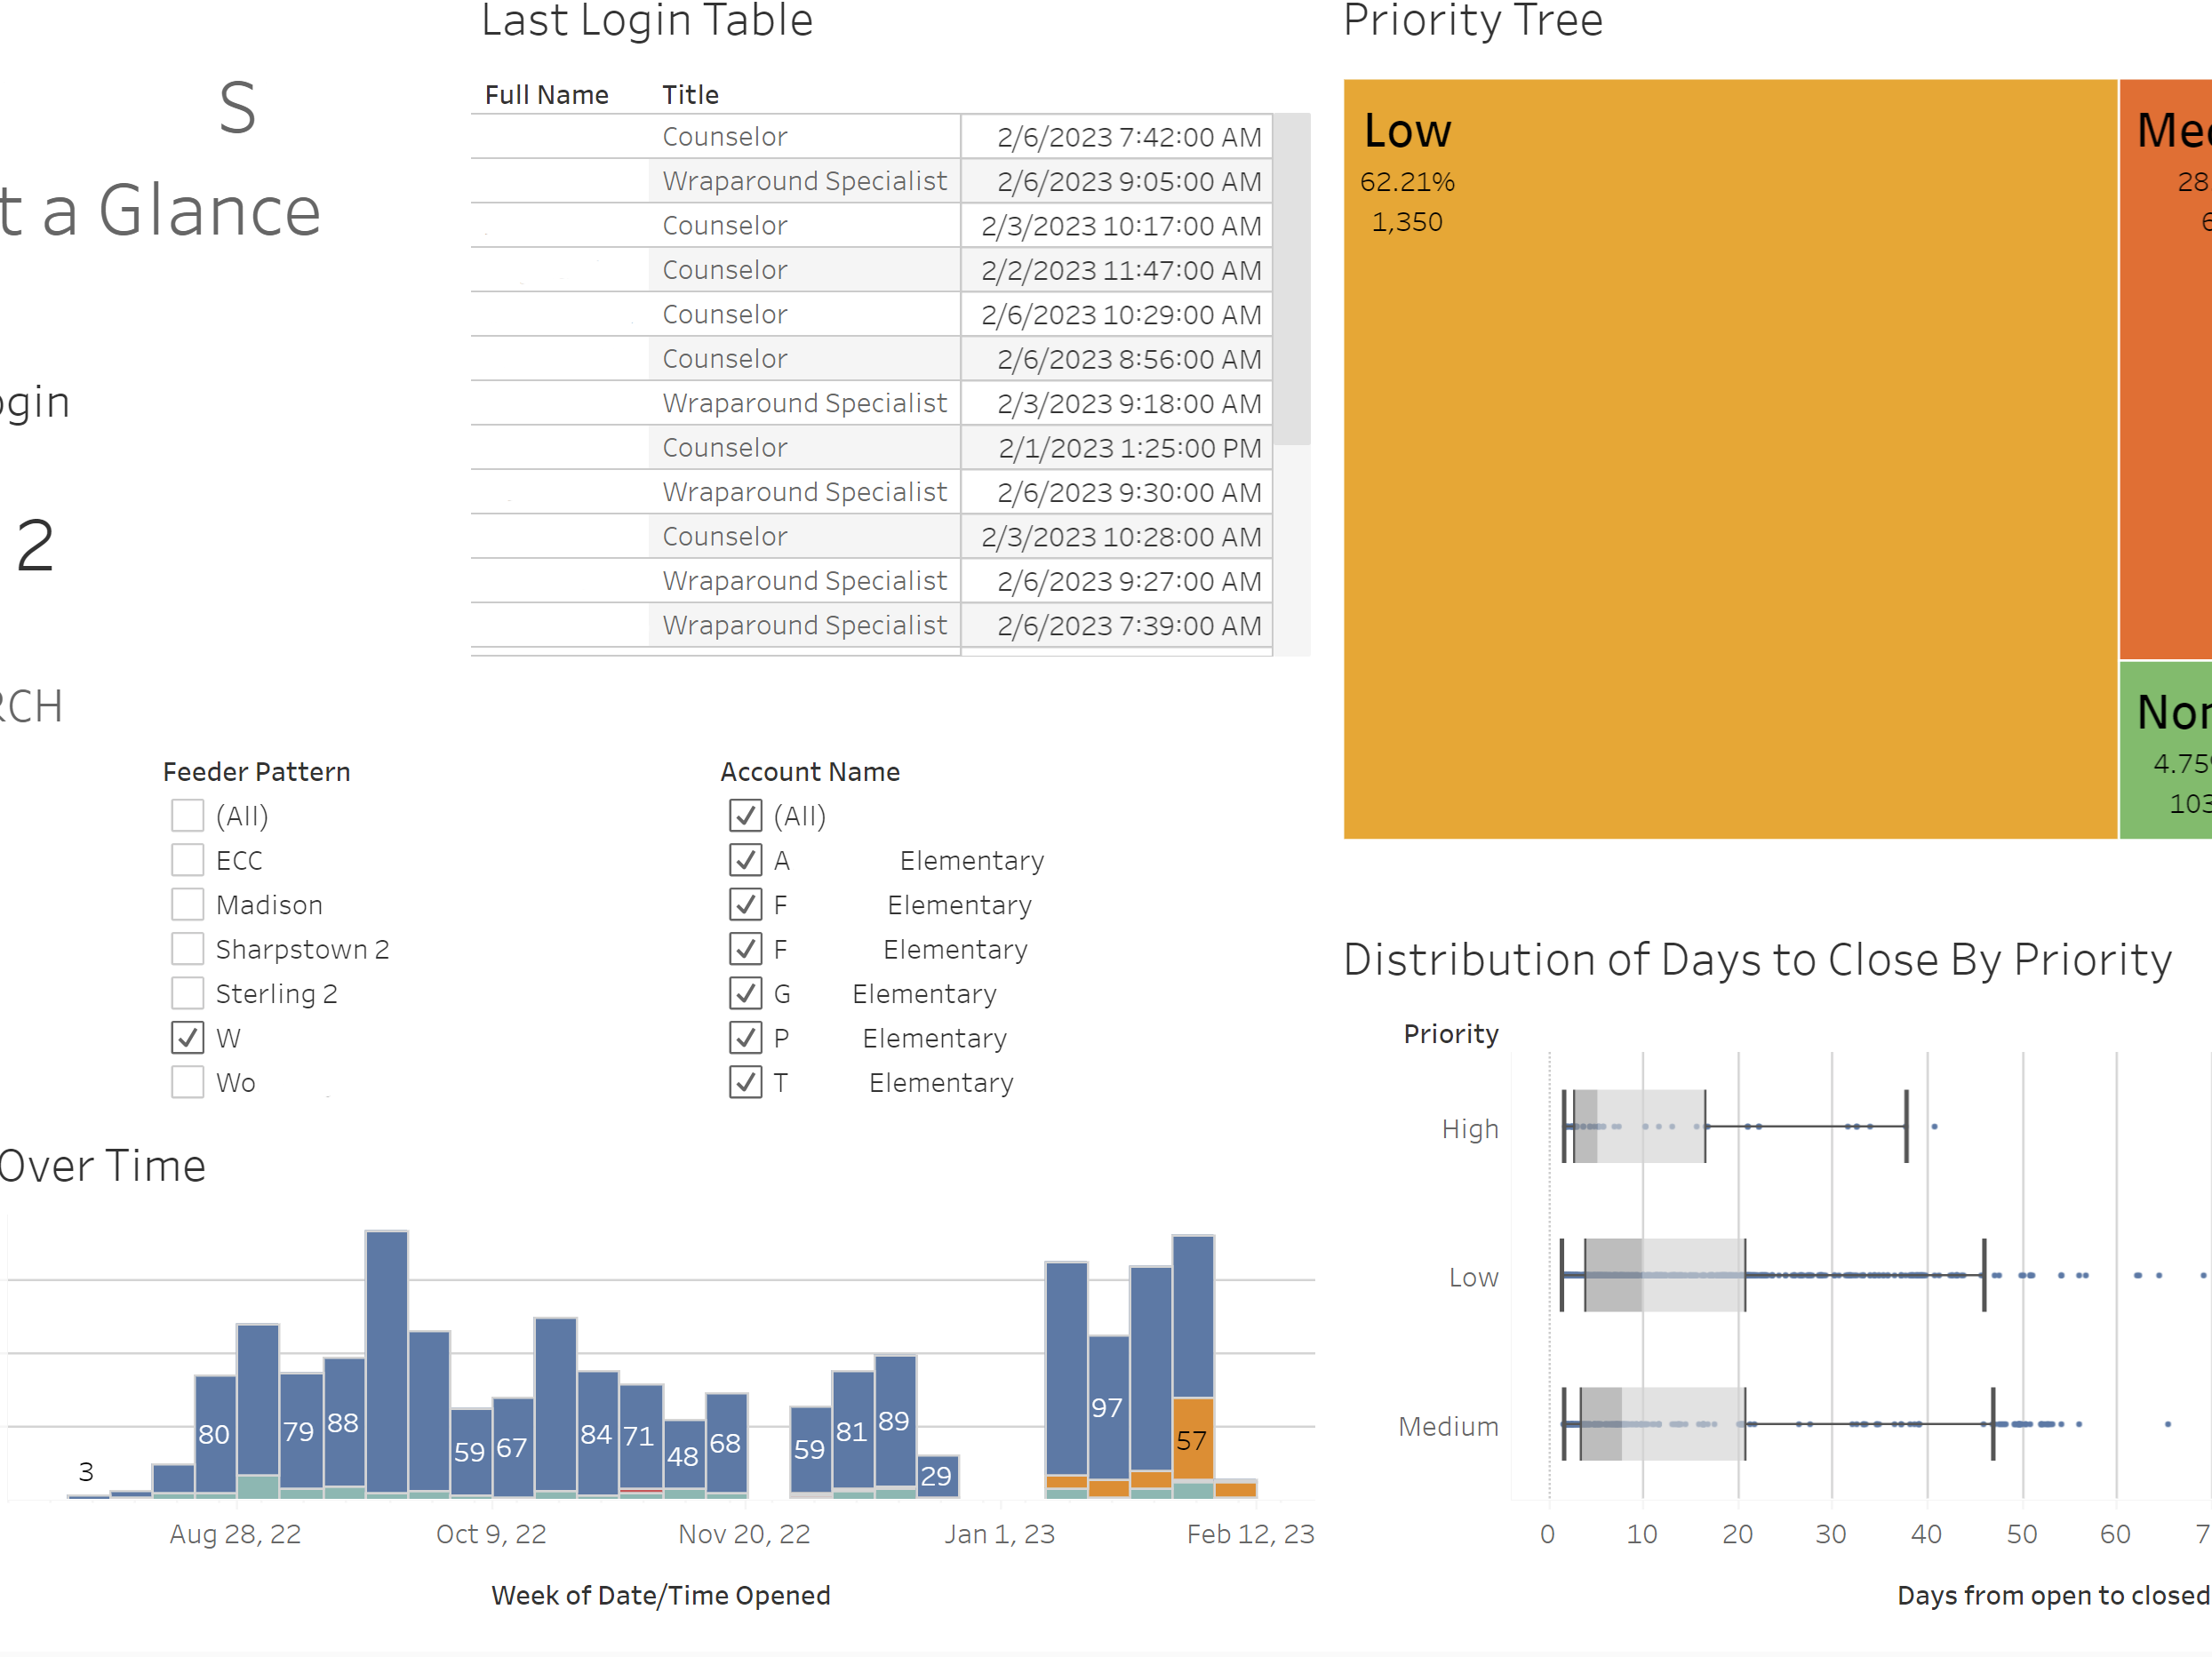 S
t a Glance
ogin
2
RCH
Last Login Table
Full Name Title
Counselor 2/6/2023 7:42:00 AM
Wraparound Specialist 2/6/2023 9:05:00 AM
Counselor 2/3/2023 10:17:00 AM
Counselor 2/2/2023 11:47:00 AM
Counselor 2/6/2023 10:29:00 AM
Counselor 2/6/2023 8:56:00 AM
Wraparound Specialist 2/3/2023 9:18:00 AM
Counselor 2/1/2023 1:25:00 PM
Wraparound Specialist 2/6/2023 9:30:00 AM
Counselor 2/3/2023 10:28:00 AM
Wraparound Specialist 2/6/2023 9:27:00 AM
Wraparound Specialist 2/6/2023 7:39:00 AM
Priority Tree
Low
62.21%
1,350
Med
28
6
Non
4.75%
103
Feeder Pattern
(All)
ECC
Madison
Sharpstown 2
Sterling 2
W
Wo
Account Name
(All)
A Elementary
F Elementary
F Elementary
G Elementary
P Elementary
T Elementary
Over Time
3 80 79 88 59 67 84 71 48 68 59 81 89 29 97 57
Aug 28, 22 Oct 9, 22 Nov 20, 22 Jan 1, 23 Feb 12, 23
Week of Date/Time Opened
Distribution of Days to Close By Priority
Priority
High
Low
Medium
0 10 20 30 40 50 60 7
Days from open to closed